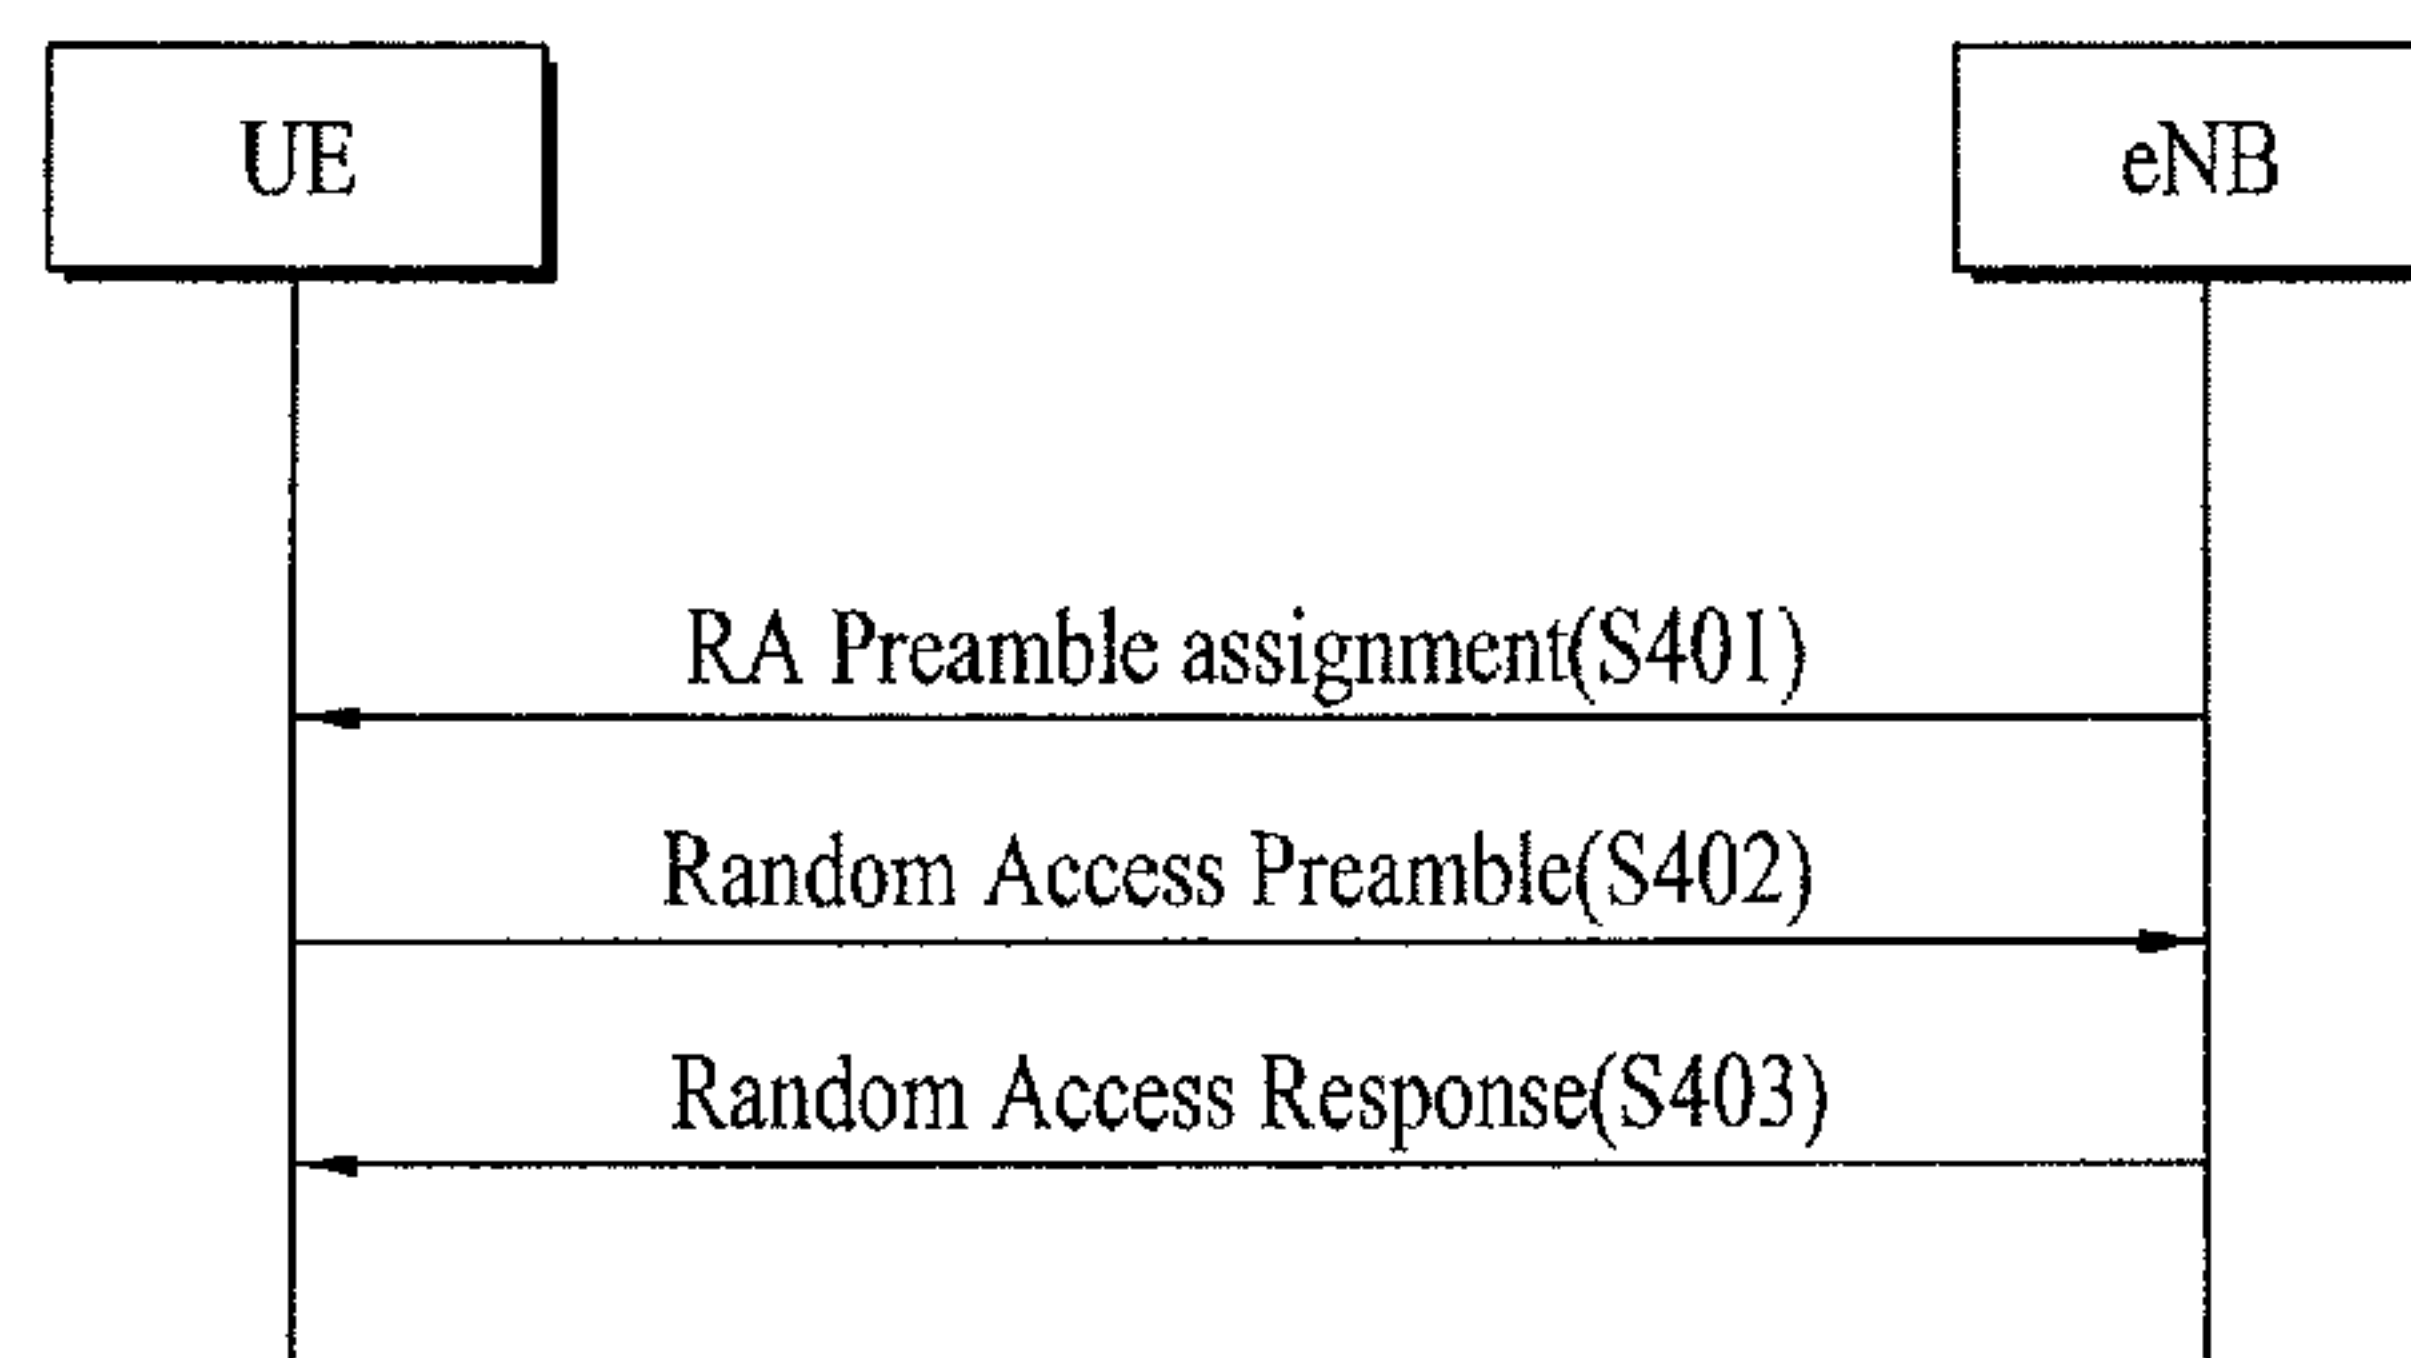 UE
eNB
RA Preamble assignment(S401)
Random Access Preamble(S402)
Random Access Response(S403)